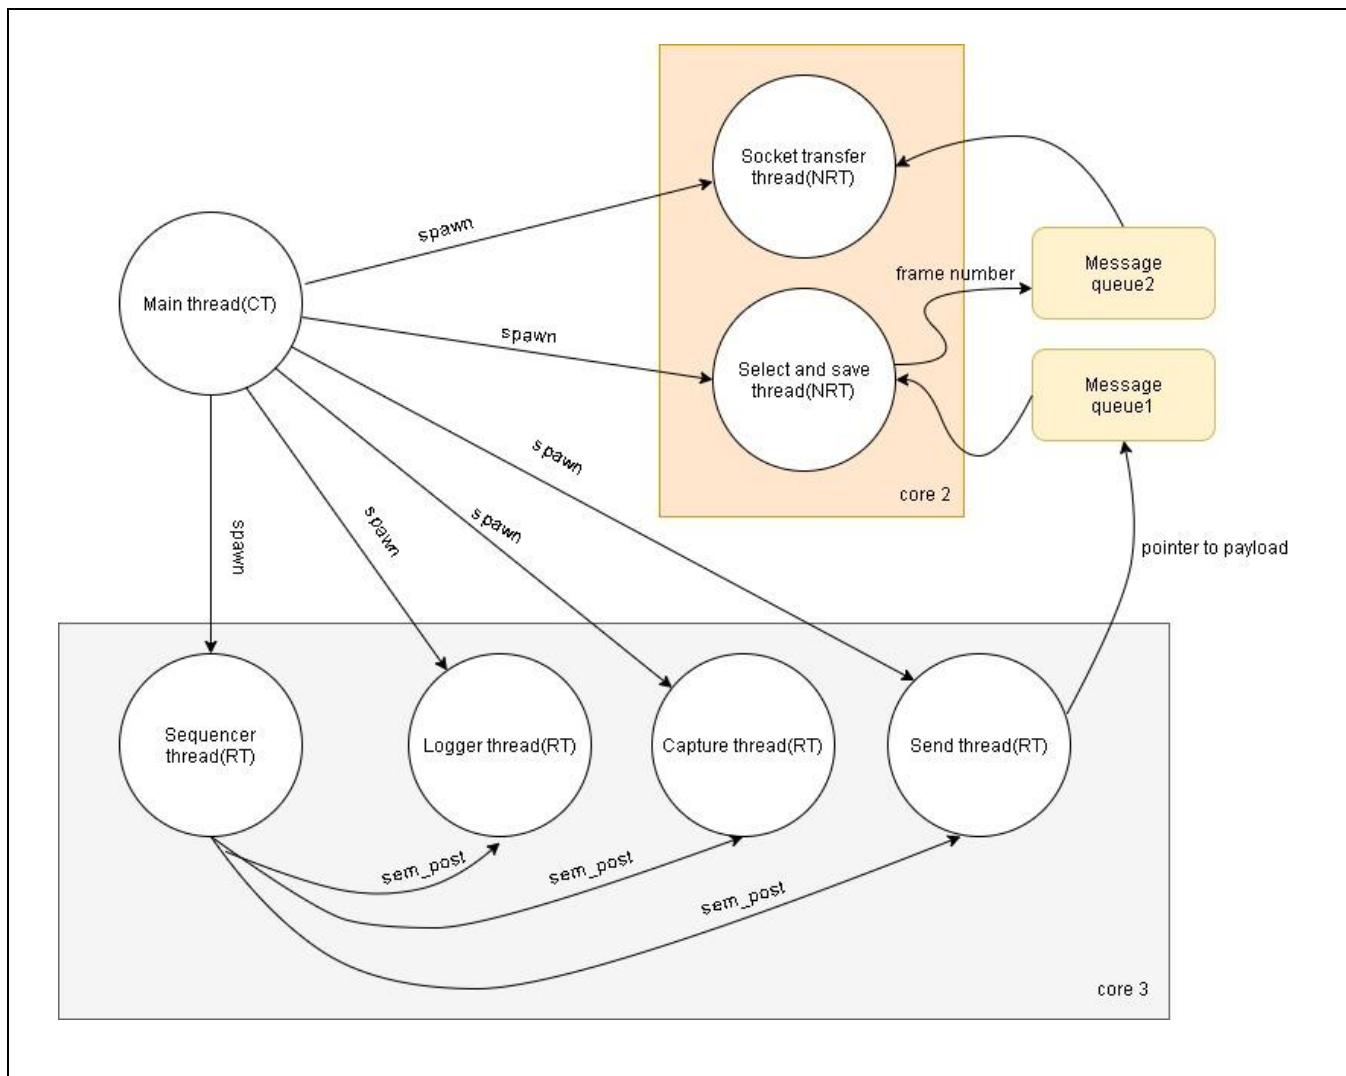 Socket transfer
thread(NRT)
spawn
Message
queue2
frame number
Main thread(CT)
spawn
Select and save
thread(NRT)
Message
queue1
spawn
core 2
spawn
spawn
spawn
pointer to payload
Sequencer
thread(RT)
Logger thread(RT)
Capture thread(RT)
Send thread(RT)
sem_post
sem_post
sem_post
core 3